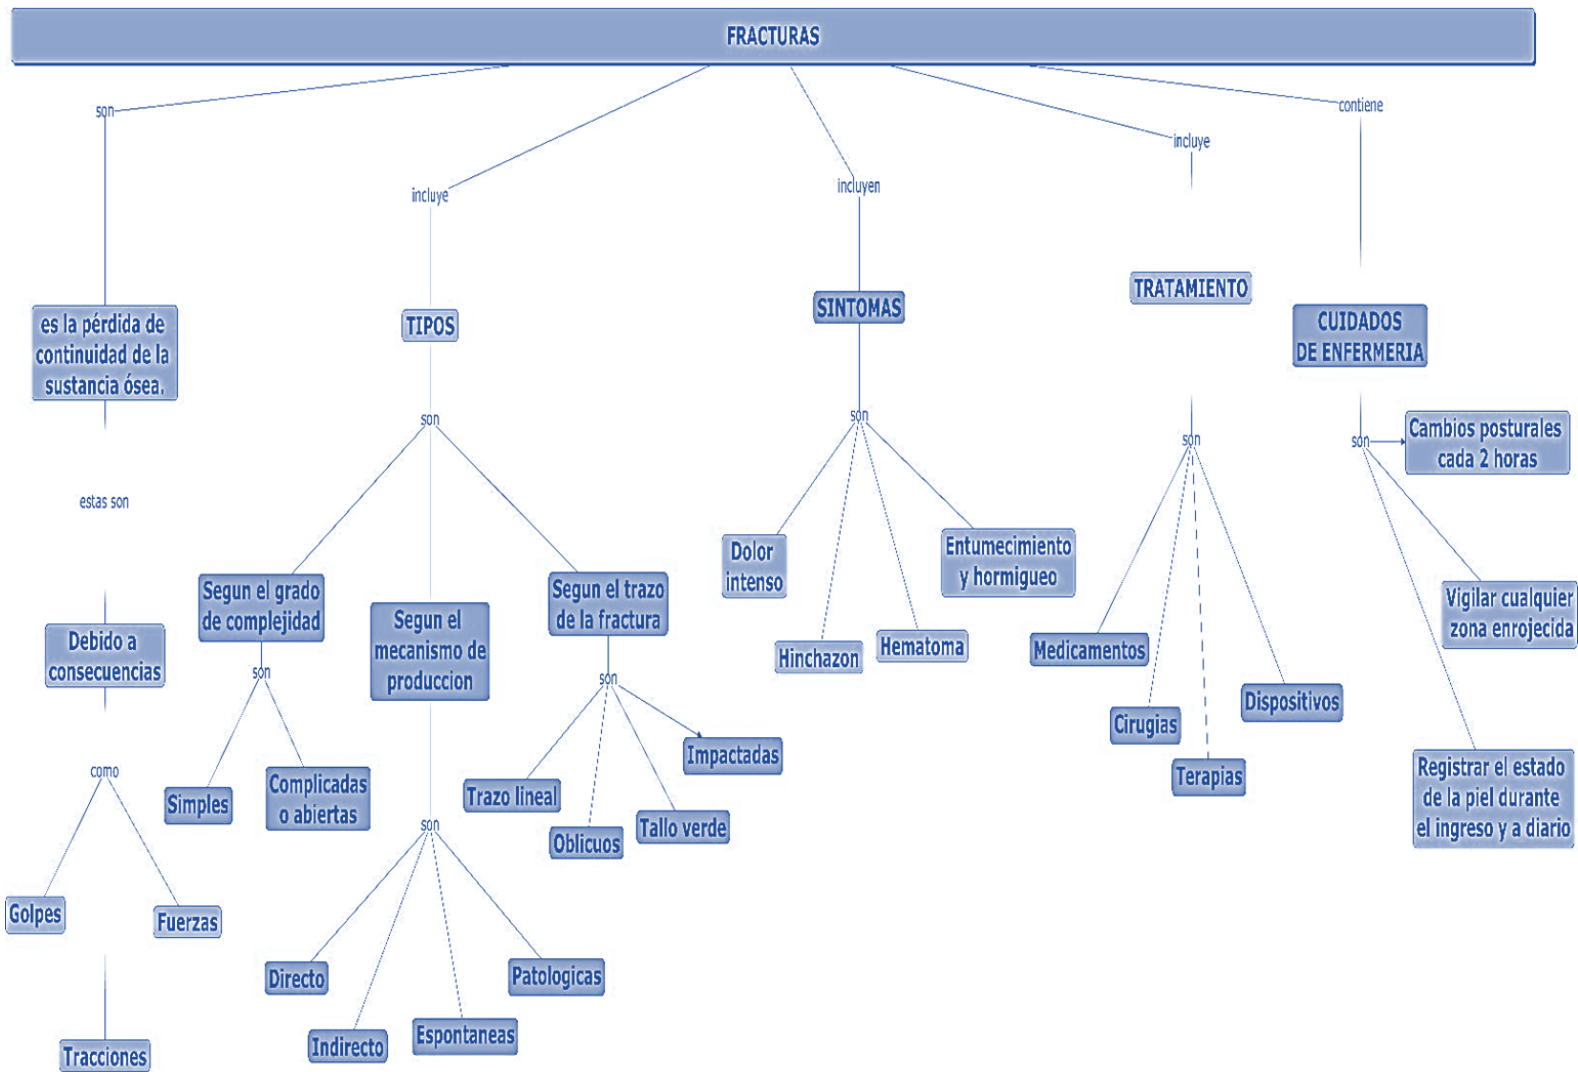 FRACTURAS
son
incluye
incluyen
incluye
contiene
es la pérdida de
continuidad de la
sustancia ósea.
TIPOS
SINTOMAS
TRATAMIENTO
CUIDADOS
DE ENFERMERIA
estas son
son
son
son
son
Cambios posturales
cada 2 horas
Debido a
consecuencias
Segun el grado
de complejidad
Segun el
mecanismo de
produccion
Segun el trazo
de la fractura
Dolor
intenso
Hinchazon
Hematoma
Entumecimiento
y hormigueo
Medicamentos
Cirugias
Terapias
Dispositivos
Vigilar cualquier
zona enrojecida
Registrar el estado
de la piel durante
el ingreso y a diario
como
son
son
Simples
Complicadas
o abiertas
Trazo lineal
Oblicuos
Tallo verde
Impactadas
son
Golpes
Fuerzas
Tracciones
Directo
Indirecto
Espontaneas
Patologicas